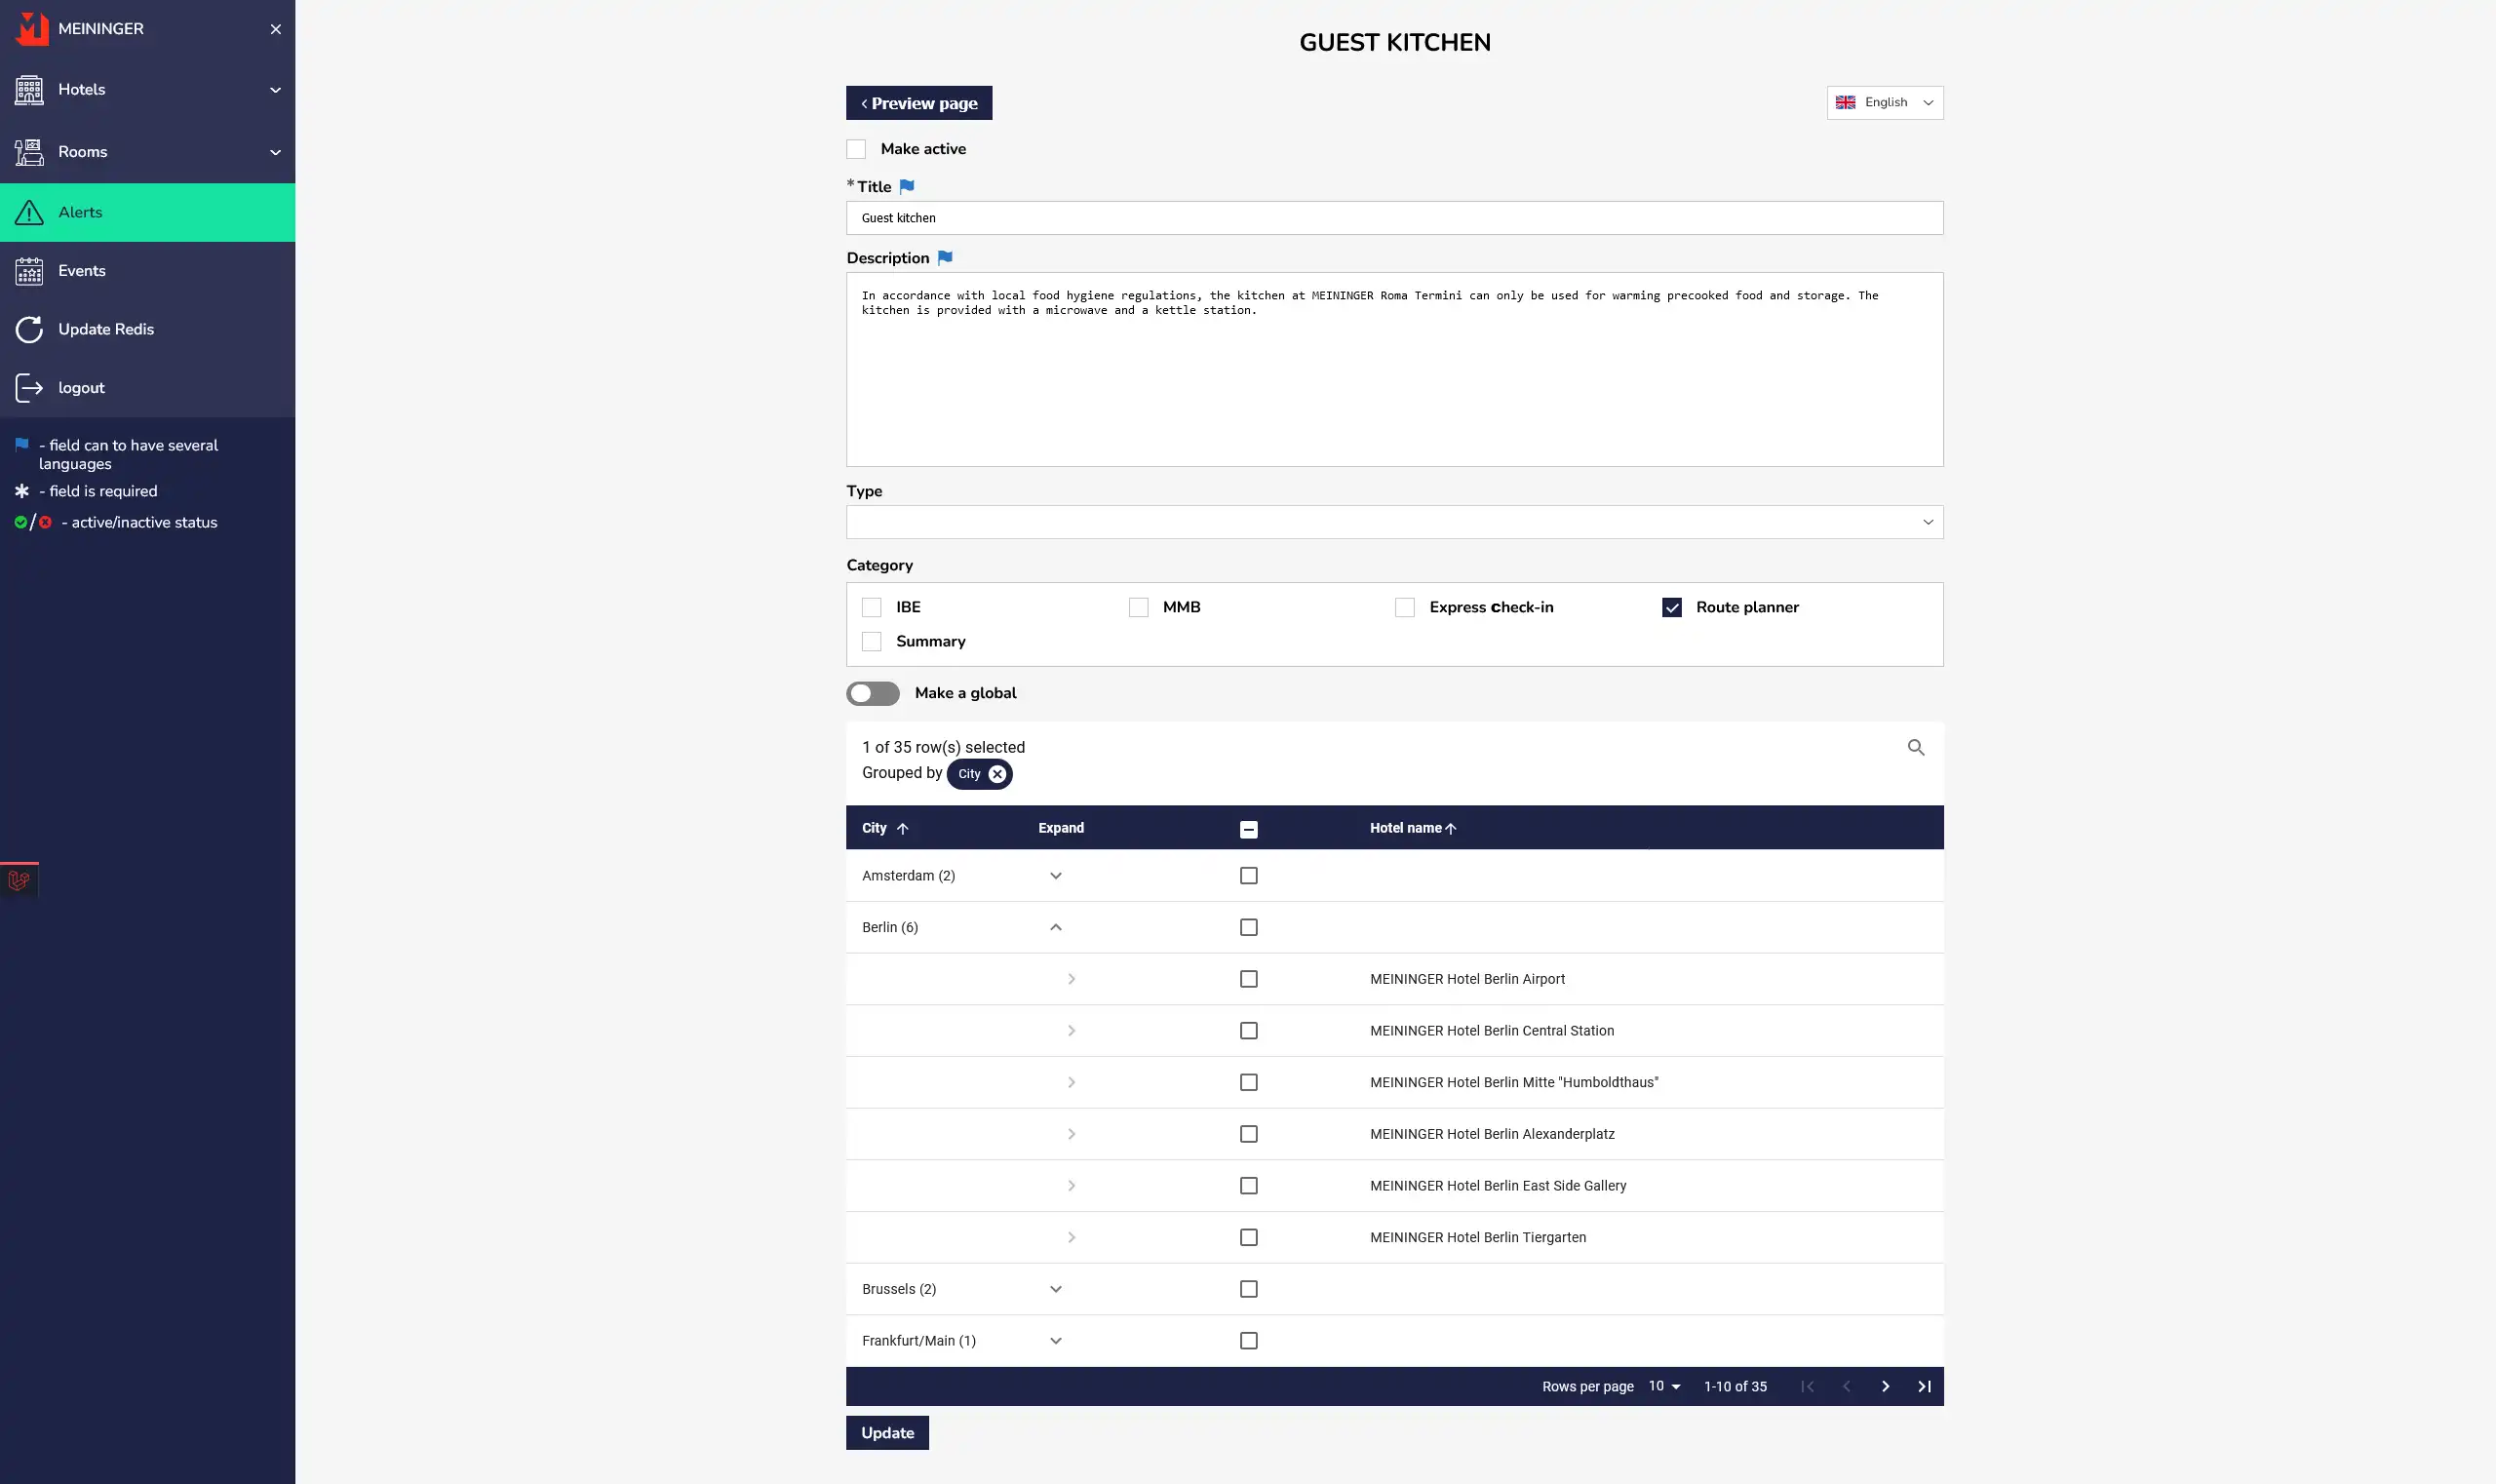 MEININGER
Hotels
Rooms
Alerts
Events
Update Redis
logout
- field can to have several
languages
- field is required
/ - active/inactive status
GUEST KITCHEN
Preview page
English
Make active
* Title
Guest kitchen
Description
In accordance with local food hygiene regulations, the kitchen at MEININGER Roma Termini can only be used for warming precooked food and storage. The
kitchen is provided with a microwave and a kettle station.
Type
Category
IBE MMB Express check-in Route planner
Summary
Make a global
1 of 35 row(s) selected
Grouped by City
City Expand Hotel name
Amsterdam (2)
Berlin (6)
MEININGER Hotel Berlin Airport
MEININGER Hotel Berlin Central Station
MEININGER Hotel Berlin Mitte "Humboldthaus"
MEININGER Hotel Berlin Alexanderplatz
MEININGER Hotel Berlin East Side Gallery
MEININGER Hotel Berlin Tiergarten
Brussels (2)
Frankfurt/Main (1)
Rows per page 10 1-10 of 35
Update